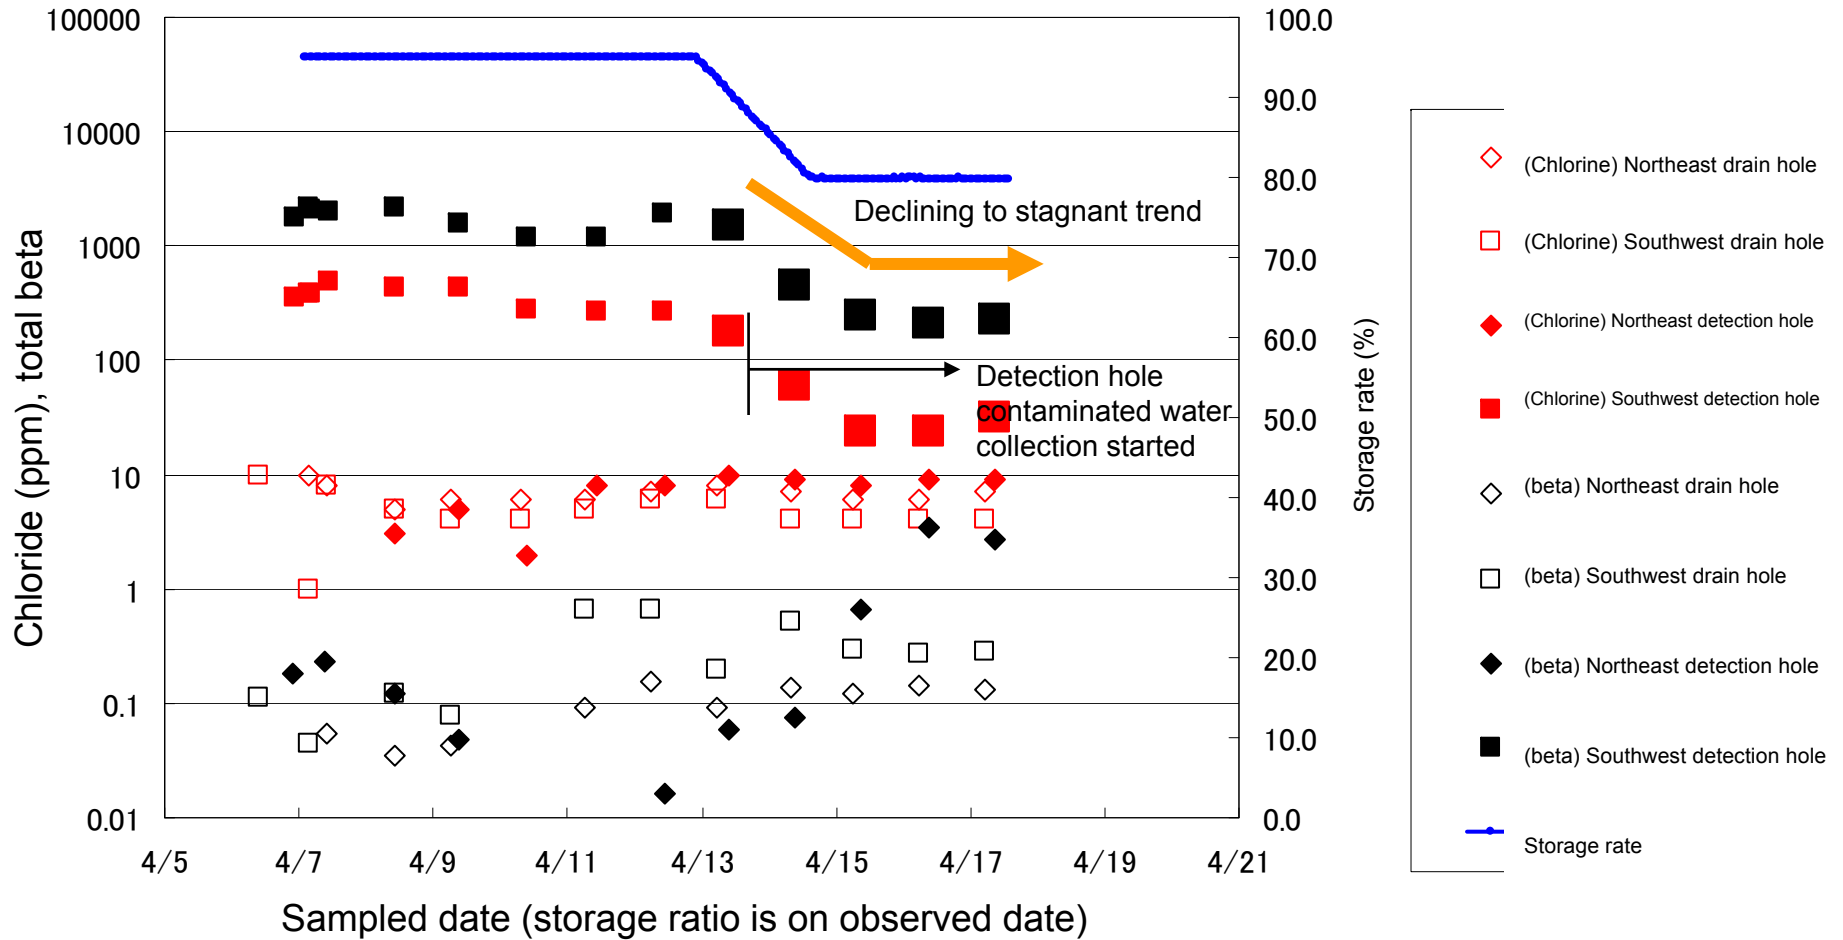 Chloride (ppm), total beta
100000
10000
1000
100
10
1
0.1
0.01
100.0
90.0
80.0
70.0
60.0
50.0
40.0
30.0
20.0
10.0
0.0
Storage rate (%)
Declining to stagnant trend
Detection hole
contaminated water
collection started
4/5 4/7 4/9 4/11 4/13 4/15 4/17 4/19 4/21
Sampled date (storage ratio is on observed date)
(Chlorine) Northeast drain hole
(Chlorine) Southwest drain hole
(Chlorine) Northeast detection hole
(Chlorine) Southwest detection hole
(beta) Northeast drain hole
(beta) Southwest drain hole
(beta) Northeast detection hole
(beta) Southwest detection hole
Storage rate